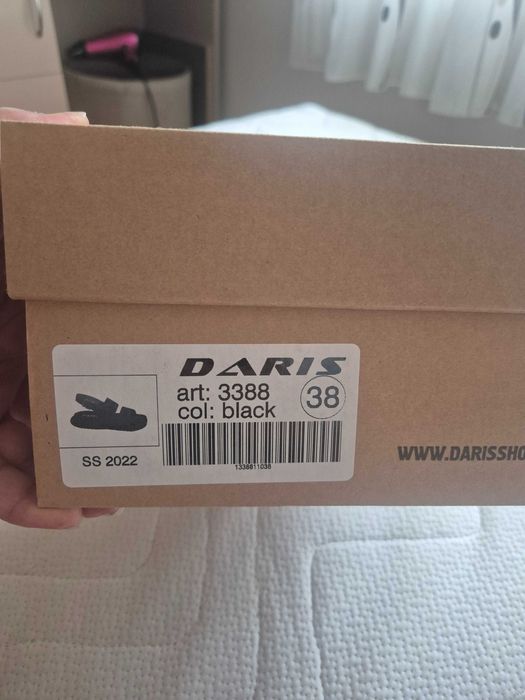 DARIS
art: 3388
col: black
38
SS 2022
1338811038
WWW.DARISSHO